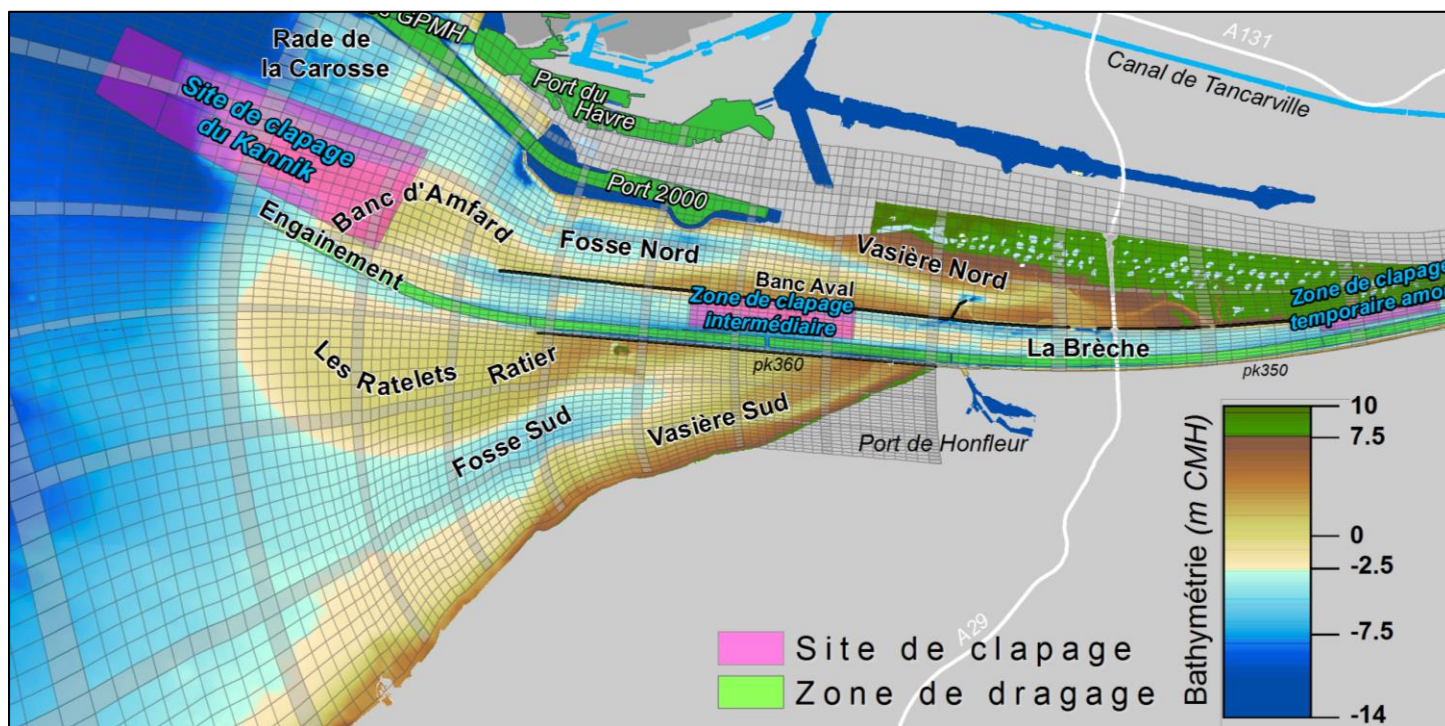 GPMH
Rade de
la Carosse
A131
Canal de Tancarville
Port du
Havre
Site de clapage
du Kannik
Port 2000
Banc d'Amfard
Engainement
Fosse Nord
Vasière Nord
Banc Aval
Zone de clapage
intermédiaire
Zone de clapage
temporaire amo
La Brèche
Les Ratelets
Ratier
pk360
pk350
Fosse Sud
Vasière Sud
Port de Honfleur
A29
Site de clapage
Zone de dragage
Bathymétrie (m CMH)
10
7.5
0
-2.5
-7.5
-14